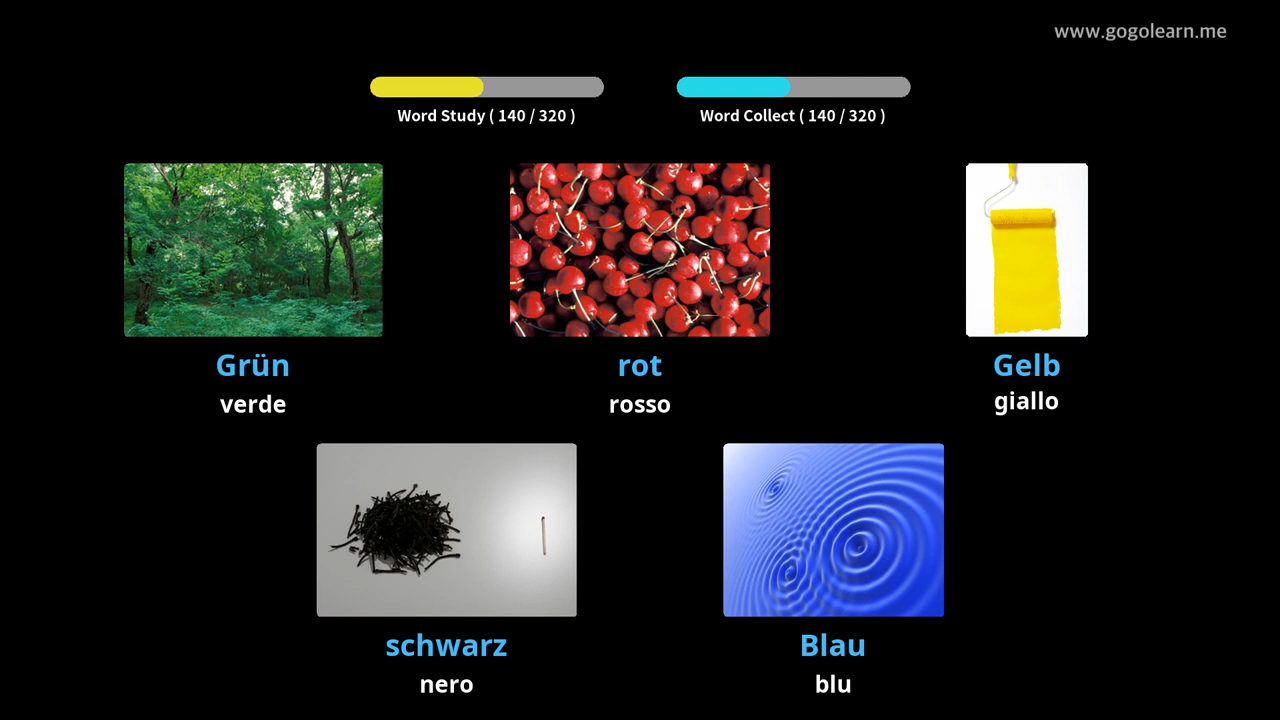 www.gogolearn.me
Word Study ( 140 / 320 )
Word Collect ( 140 / 320 )
Grün
verde
rot
rosso
Gelb
giallo
schwarz
nero
Blau
blu